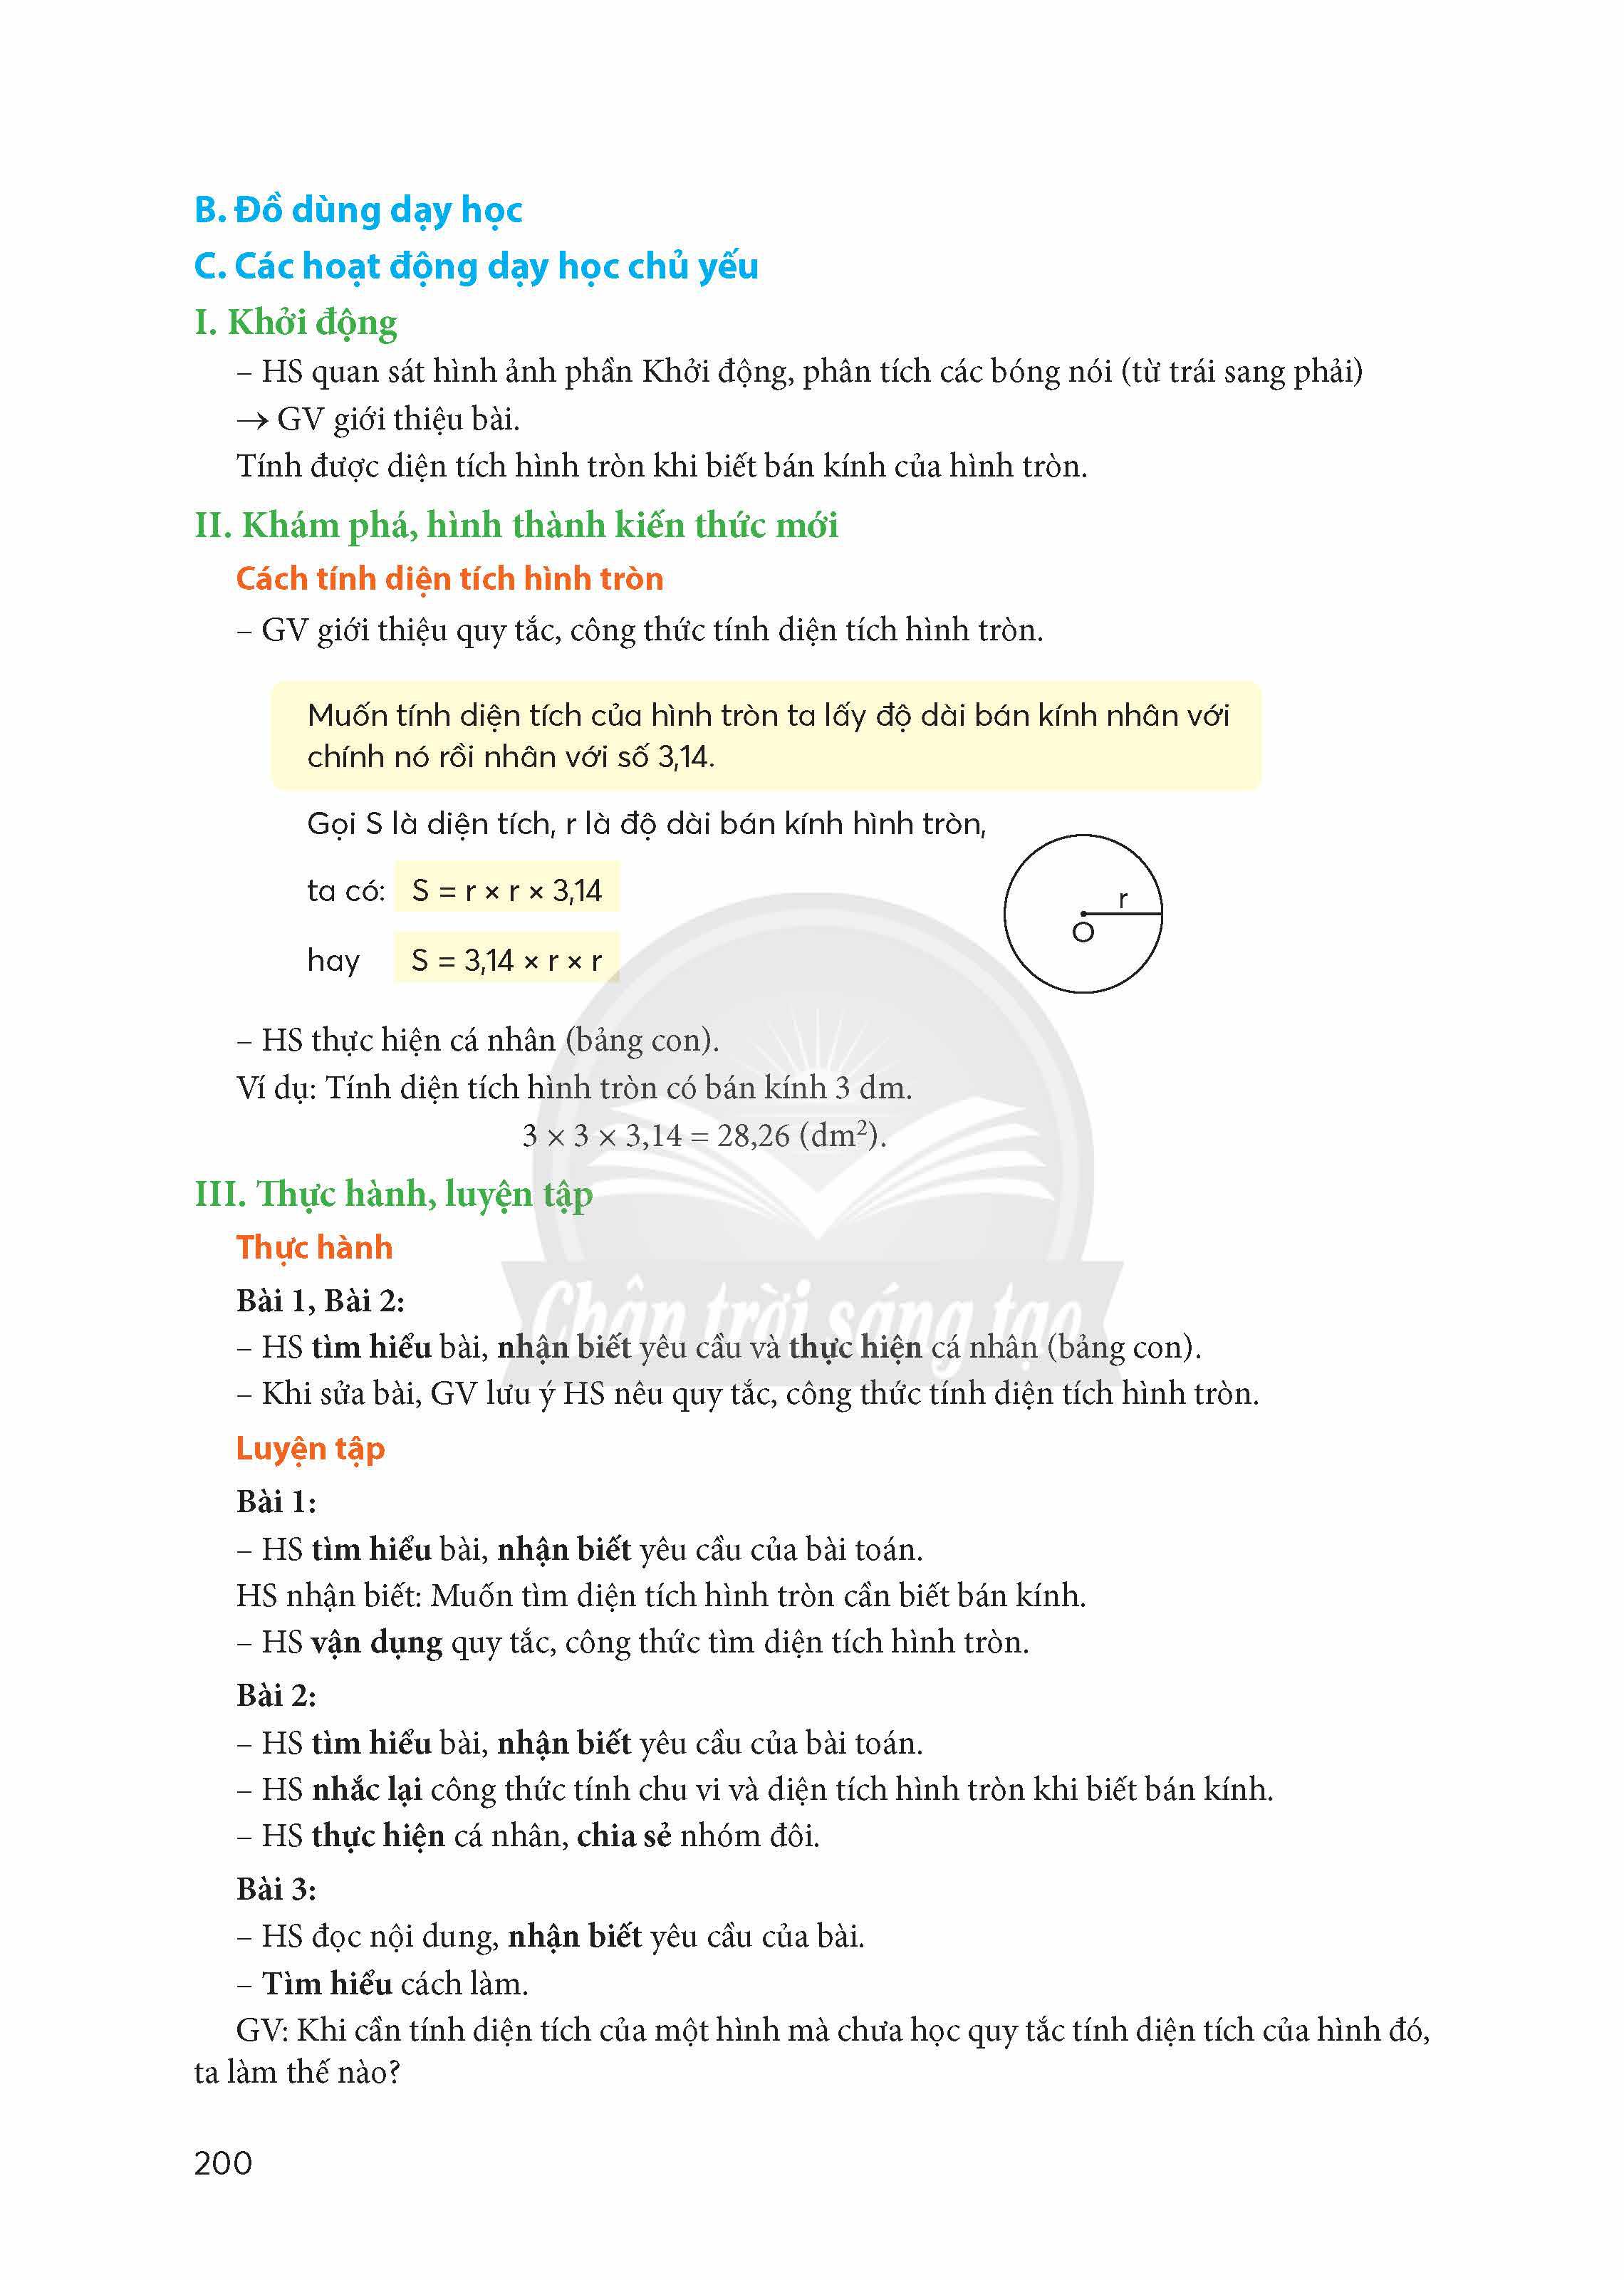 B. Đồ dùng dạy học
C. Các hoạt động dạy học chủ yếu
I. Khởi động
– HS quan sát hình ảnh phần Khởi động, phân tích các bóng nói (từ trái sang phải)
→ GV giới thiệu bài.
Tính được diện tích hình tròn khi biết bán kính của hình tròn.
II. Khám phá, hình thành kiến thức mới
Cách tính diện tích hình tròn
– GV giới thiệu quy tắc, công thức tính diện tích hình tròn.
Muốn tính diện tích của hình tròn ta lấy độ dài bán kính nhân với
chính nó rồi nhân với số 3,14.
Gọi S là diện tích, r là độ dài bán kính hình tròn,
ta có: S = r × r × 3,14
hay S = 3,14 × r × r
r
O
– HS thực hiện cá nhân (bảng con).
Ví dụ: Tính diện tích hình tròn có bán kính 3 dm.
3 × 3 × 3,14 = 28,26 (dm²).
III. Thực hành, luyện tập
Thực hành
Bài 1, Bài 2:
Chân trời sáng tạo
– HS tìm hiểu bài, nhận biết yêu cầu và thực hiện cá nhân (bảng con).
– Khi sửa bài, GV lưu ý HS nêu quy tắc, công thức tính diện tích hình tròn.
Luyện tập
Bài 1:
– HS tìm hiểu bài, nhận biết yêu cầu của bài toán.
HS nhận biết: Muốn tìm diện tích hình tròn cần biết bán kính.
– HS vận dụng quy tắc, công thức tìm diện tích hình tròn.
Bài 2:
– HS tìm hiểu bài, nhận biết yêu cầu của bài toán.
– HS nhắc lại công thức tính chu vi và diện tích hình tròn khi biết bán kính.
– HS thực hiện cá nhân, chia sẻ nhóm đôi.
Bài 3:
– HS đọc nội dung, nhận biết yêu cầu của bài.
– Tìm hiểu cách làm.
GV: Khi cần tính diện tích của một hình mà chưa học quy tắc tính diện tích của hình đó,
ta làm thế nào?
200